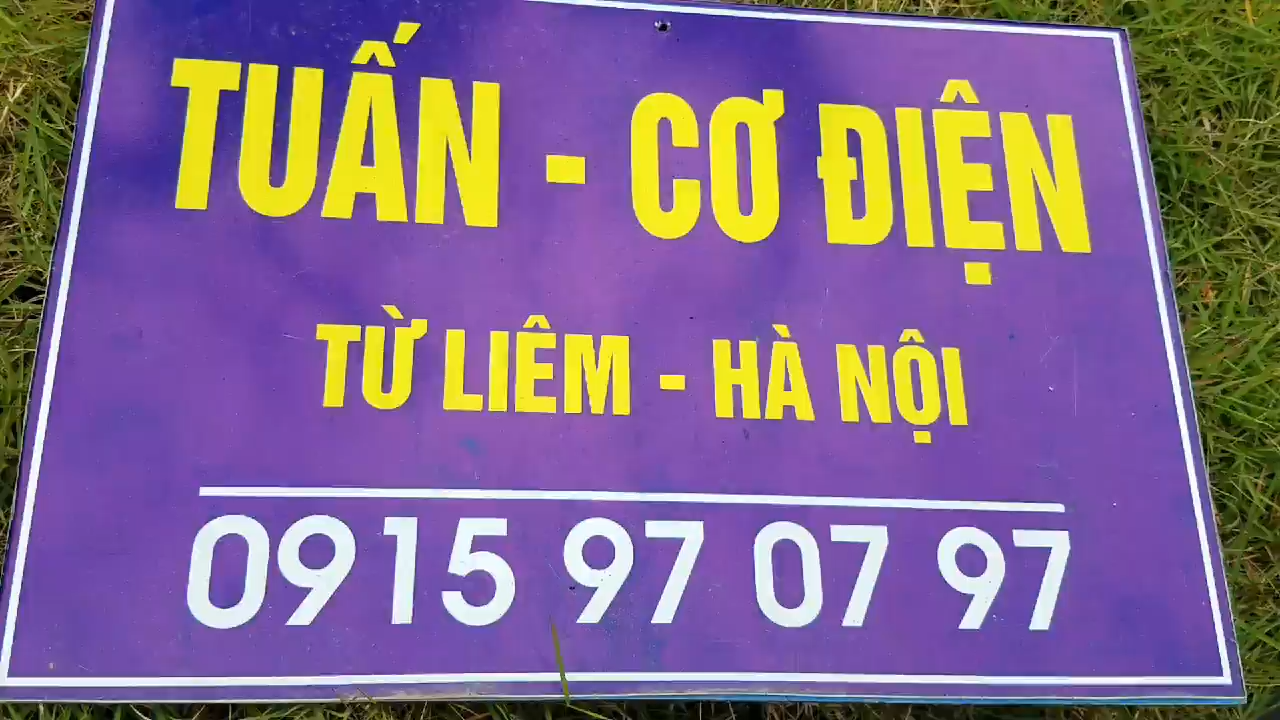 TUẤN - CƠ ĐIỆN
TỪ LIÊM - HÀ NỘI
0915 97 07 97